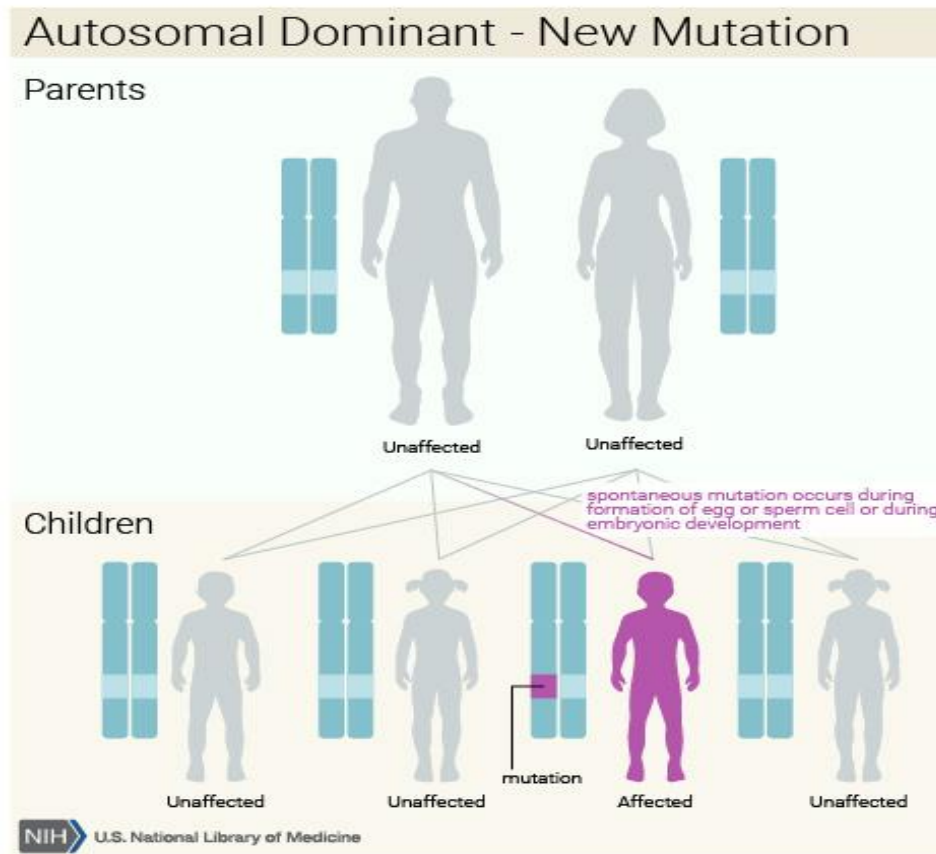 Autosomal Dominant - New Mutation
Parents
Unaffected
Unaffected
spontaneous mutation occurs during
formation of egg or sperm cell or during
embryonic development
Children
mutation
Unaffected
Unaffected
Affected
Unaffected
NIH U.S. National Library of Medicine